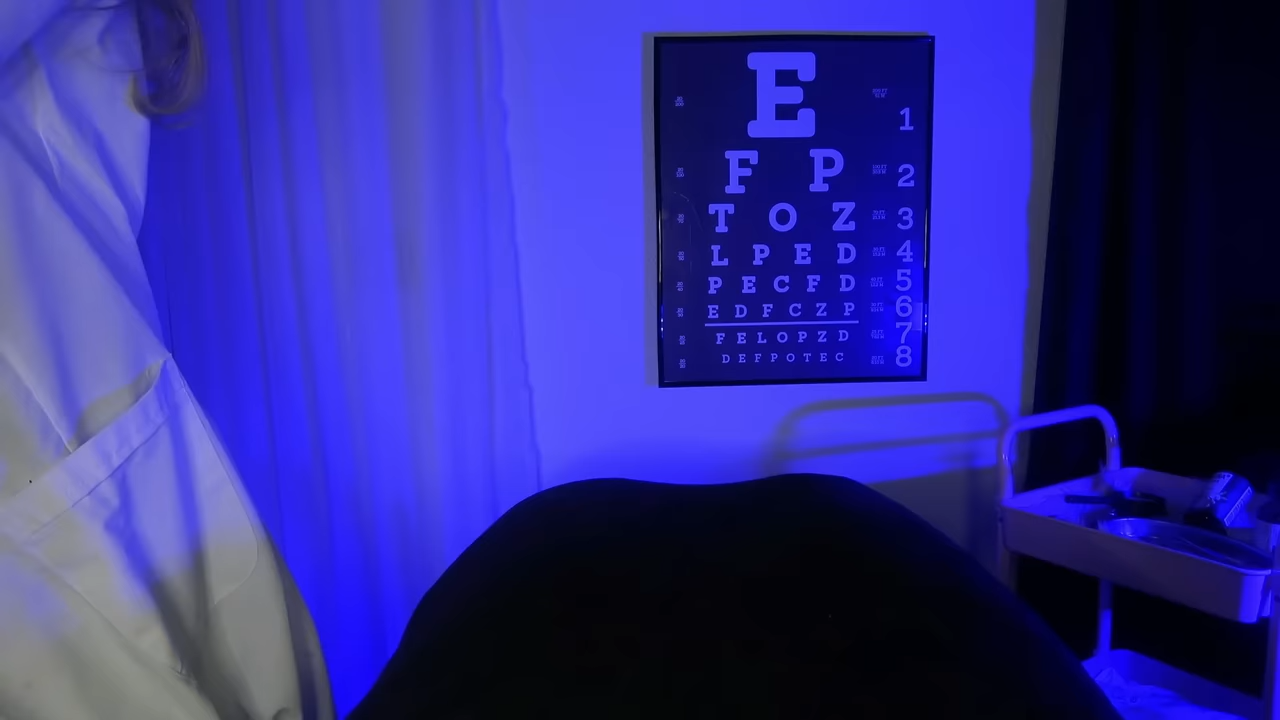 E 1
F P 2
T O Z 3
L P E D 4
P E C F D 5
E D F C Z P 6
F E L O P Z D 7
D E F P O T E C 8